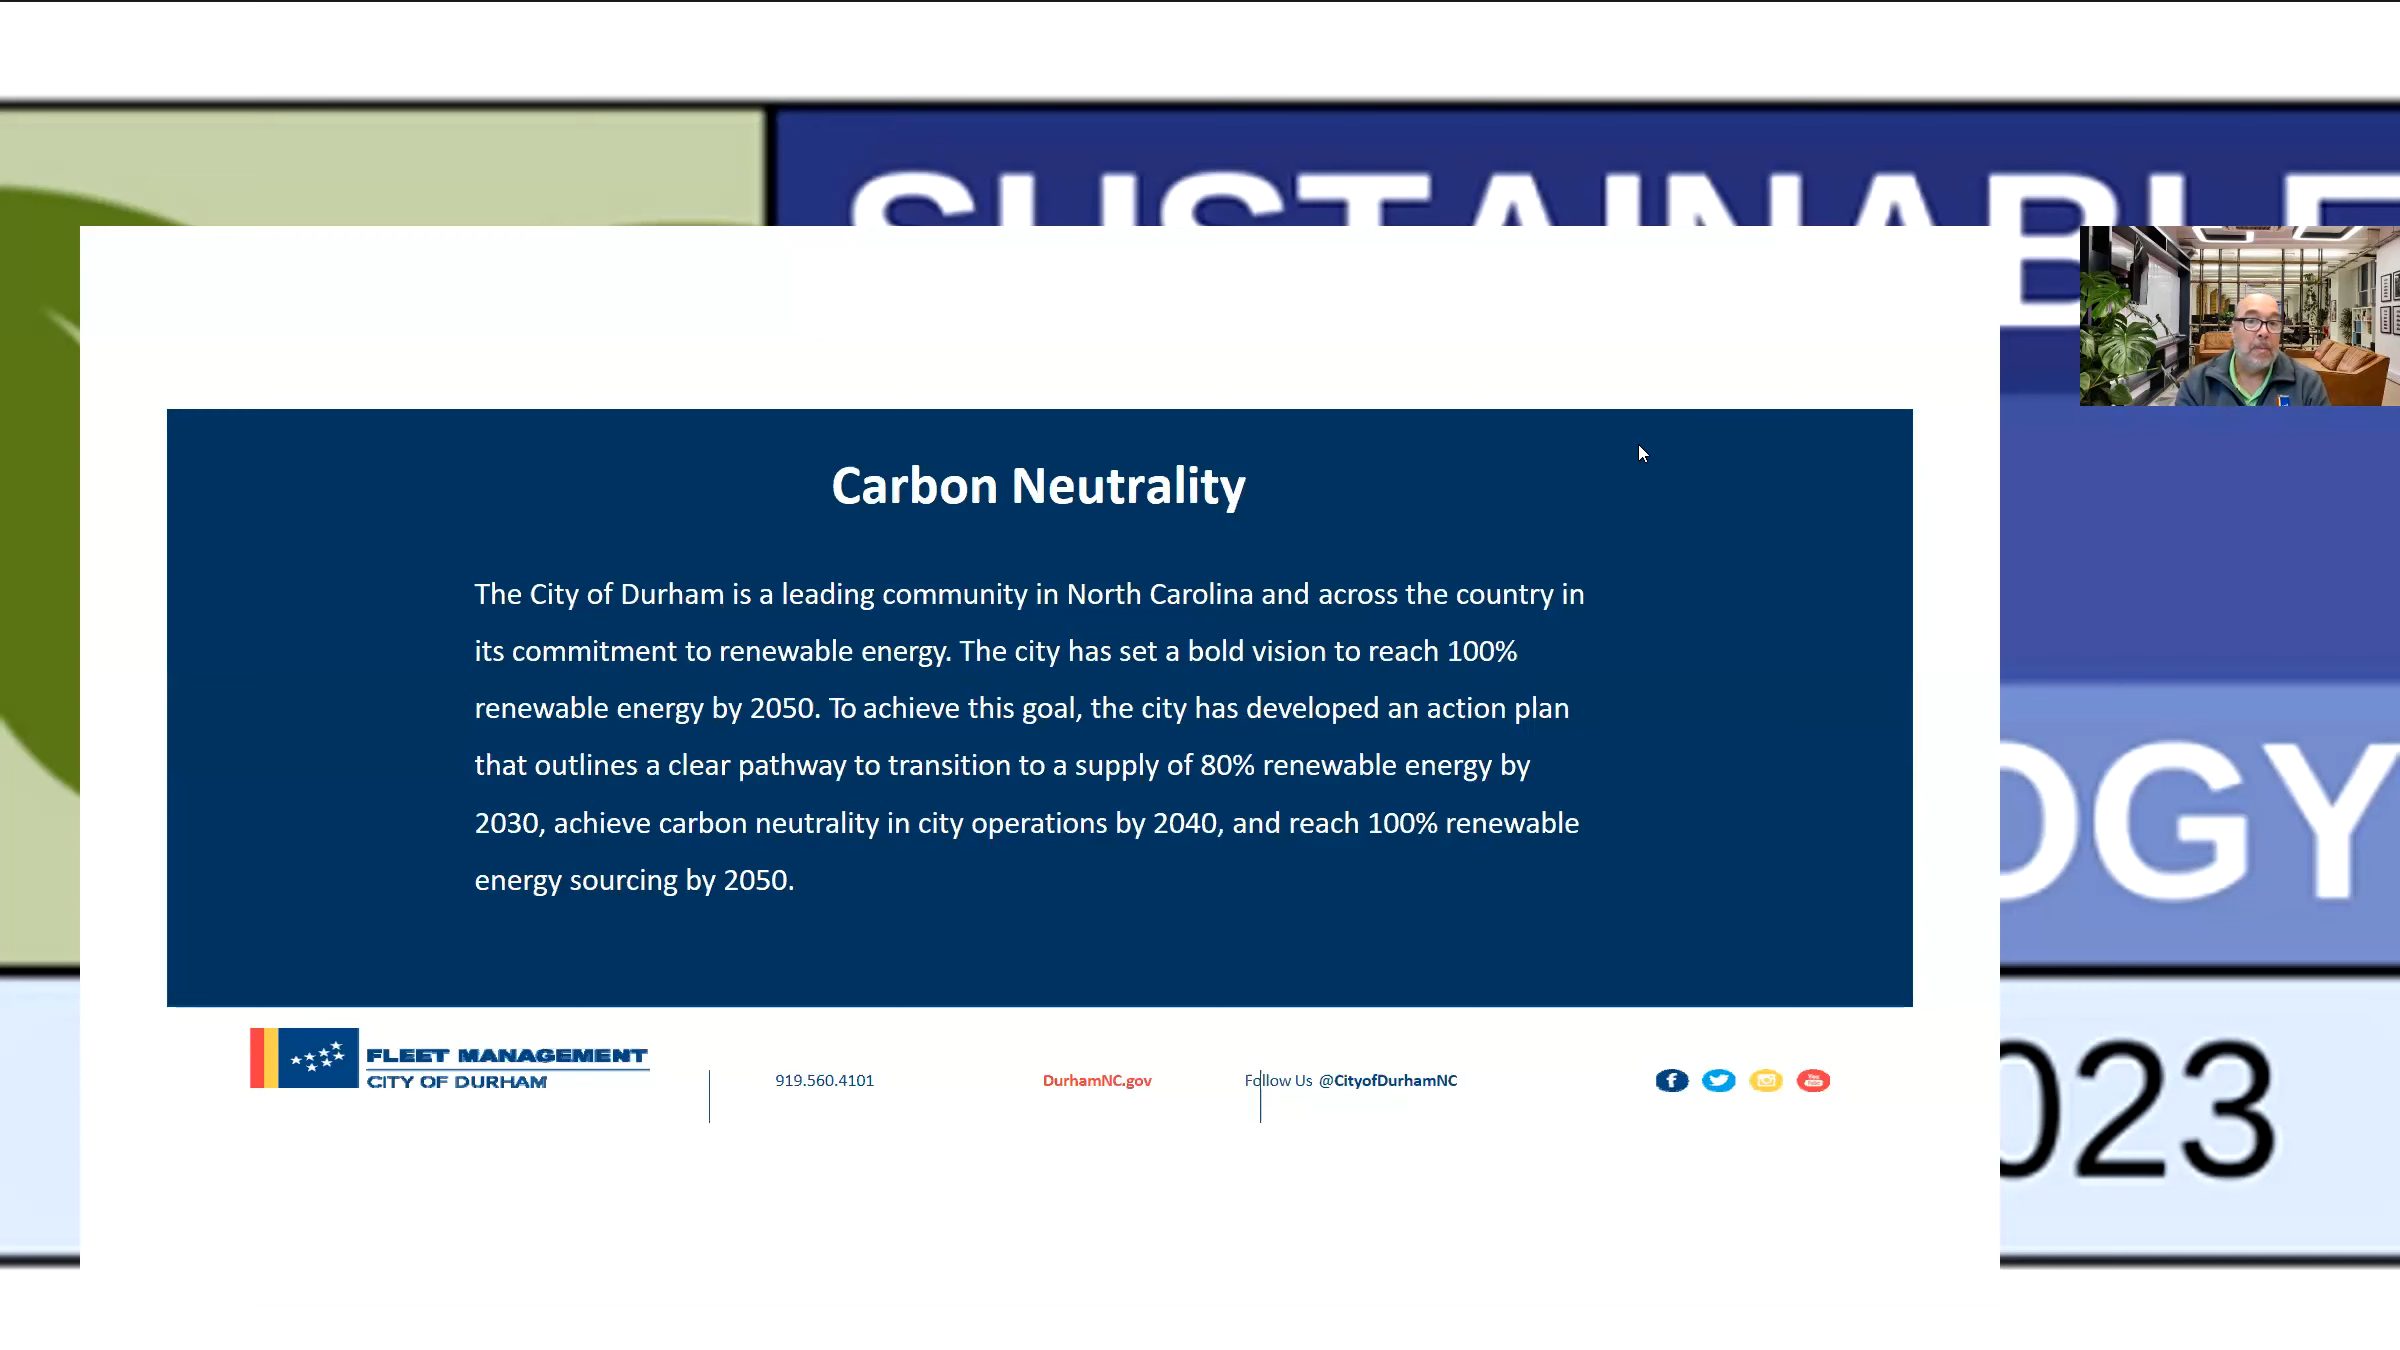 SUSTAINABLE
Carbon Neutrality
The City of Durham is a leading community in North Carolina and across the country in
its commitment to renewable energy. The city has set a bold vision to reach 100%
renewable energy by 2050. To achieve this goal, the city has developed an action plan
that outlines a clear pathway to transition to a supply of 80% renewable energy by
2030, achieve carbon neutrality in city operations by 2040, and reach 100% renewable
energy sourcing by 2050.
OGY
023
FLEET MANAGEMENT
CITY OF DURHAM
919.560.4101
DurhamNC.gov
Follow Us @CityofDurhamNC